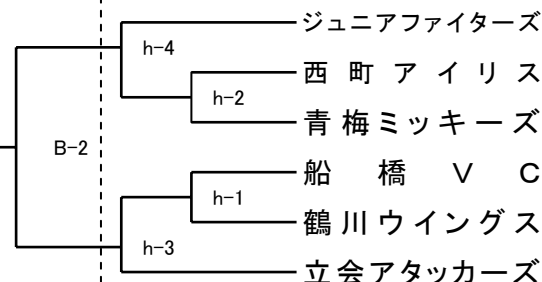 ジュニアファイターズ
h-4
西町アイリス
h-2
青梅ミッキーズ
B-2
船橋VC
h-1
鶴川ウイングス
h-3
立会アタッカーズ